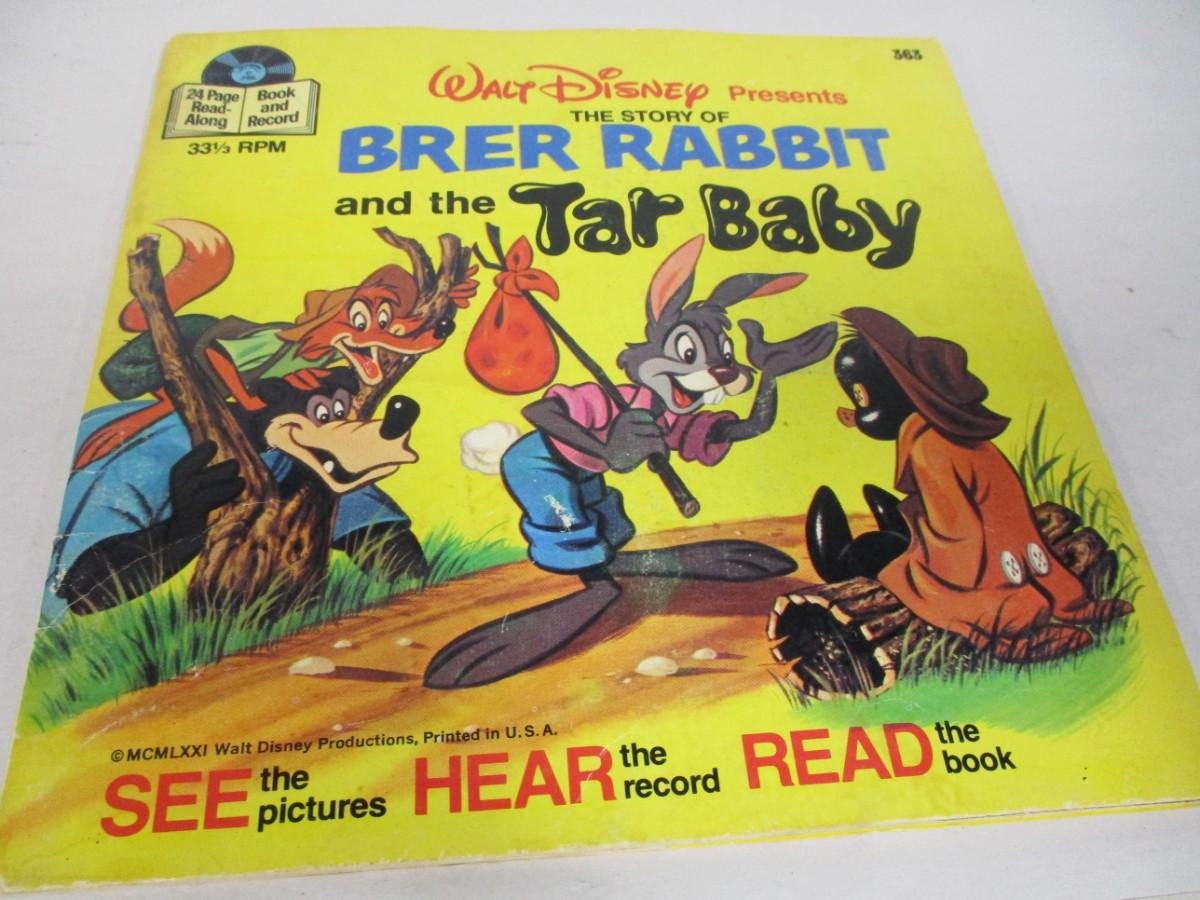 363
24 Page
Read-
Along
Book
and
Record
33⅓ RPM
WALT DISNEY Presents
THE STORY OF
BRER RABBIT
and the Tar Baby
© MCMLXXI Walt Disney Productions, Printed in U.S.A.
SEE the pictures HEAR the record READ the book